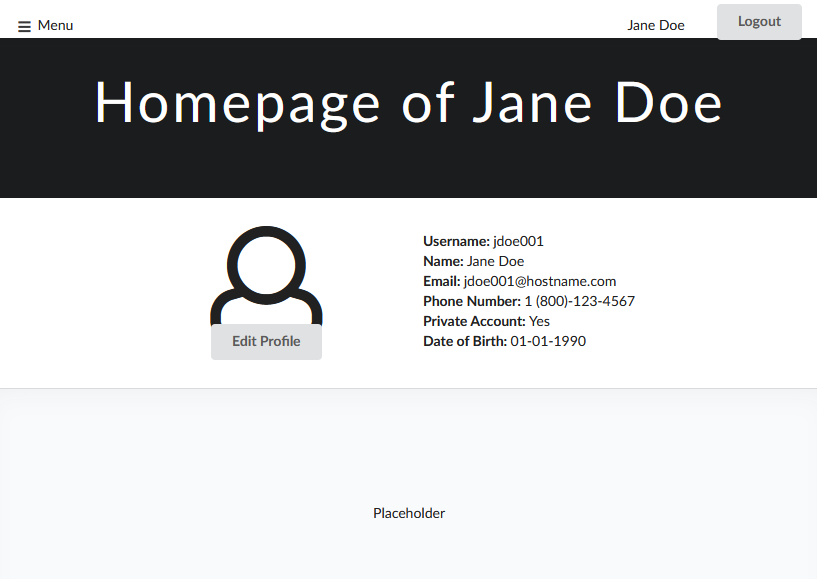 Menu
Jane Doe
Logout
Homepage of Jane Doe
Username: jdoe001
Name: Jane Doe
Email: jdoe001@hostname.com
Phone Number: 1 (800)-123-4567
Private Account: Yes
Date of Birth: 01-01-1990
Edit Profile
Placeholder